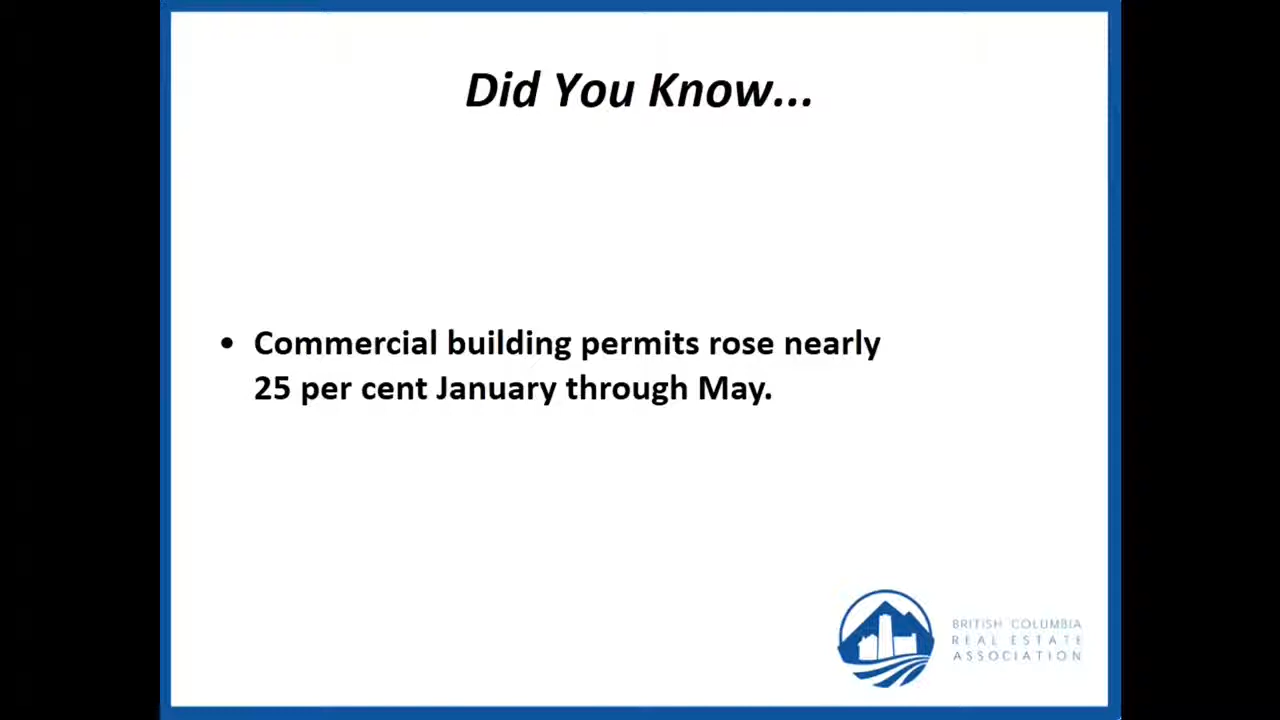 Did You Know...
• Commercial building permits rose nearly
25 per cent January through May.
BRITISH COLUMBIA
REAL ESTATE
ASSOCIATION